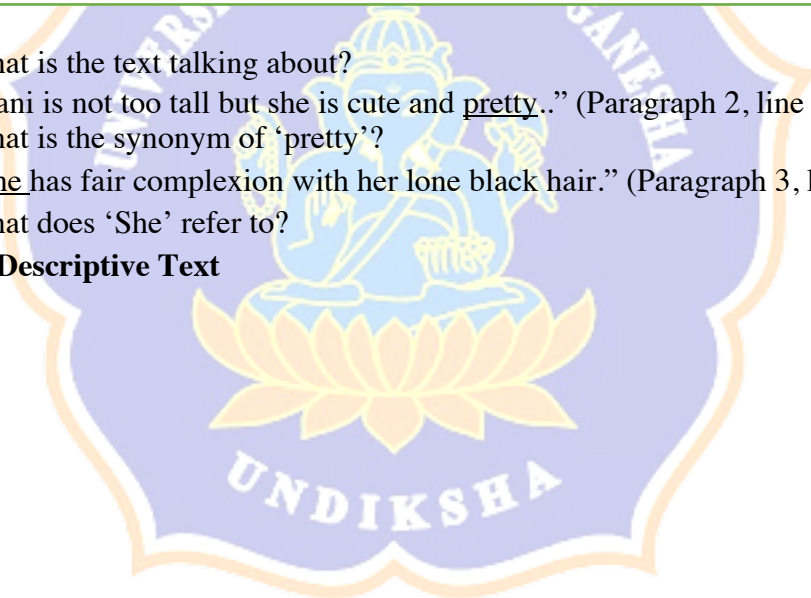 hat is the text talking about?
ani is not too tall but she is cute and pretty..” (Paragraph 2, line
hat is the synonym of ‘pretty’?
he has fair complexion with her lone black hair.” (Paragraph 3, l
hat does ‘She’ refer to?
Descriptive Text
GANESHA
UNDIKSHA